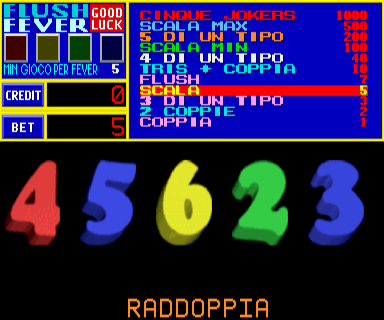 FLUSH FEVER
GOOD LUCK
MIN GIOCO PER FEVER 5
CREDIT 0
BET 5
CINQUE JOKERS 1000
SCALA MAX 500
5 DI UN TIPO 200
SCALA MIN 100
4 DI UN TIPO 40
TRIS + COPPIA 10
FLUSH 7
SCALA 5
3 DI UN TIPO 3
2 COPPIE 2
COPPIA 1
4 5 6 2 3
RADDOPPIA